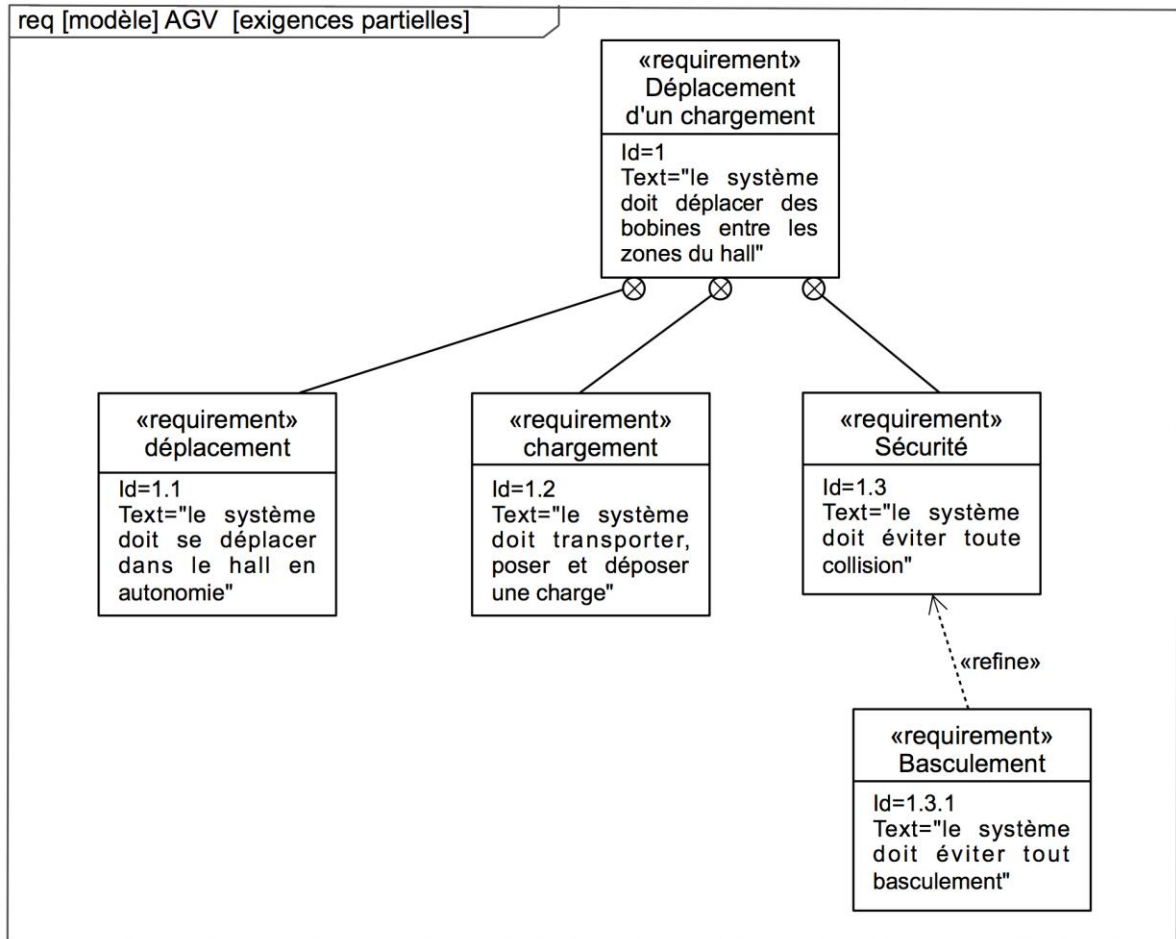 req [modèle] AGV [exigences partielles]
«requirement»
Déplacement
d'un chargement
Id=1
Text="le système
doit déplacer des
bobines entre les
zones du hall"
«requirement»
déplacement
Id=1.1
Text="le système
doit se déplacer
dans le hall en
autonomie"
«requirement»
chargement
Id=1.2
Text="le système
doit transporter,
poser et déposer
une charge"
«requirement»
Sécurité
Id=1.3
Text="le système
doit éviter toute
collision"
«refine»
«requirement»
Basculement
Id=1.3.1
Text="le système
doit éviter tout
basculement"